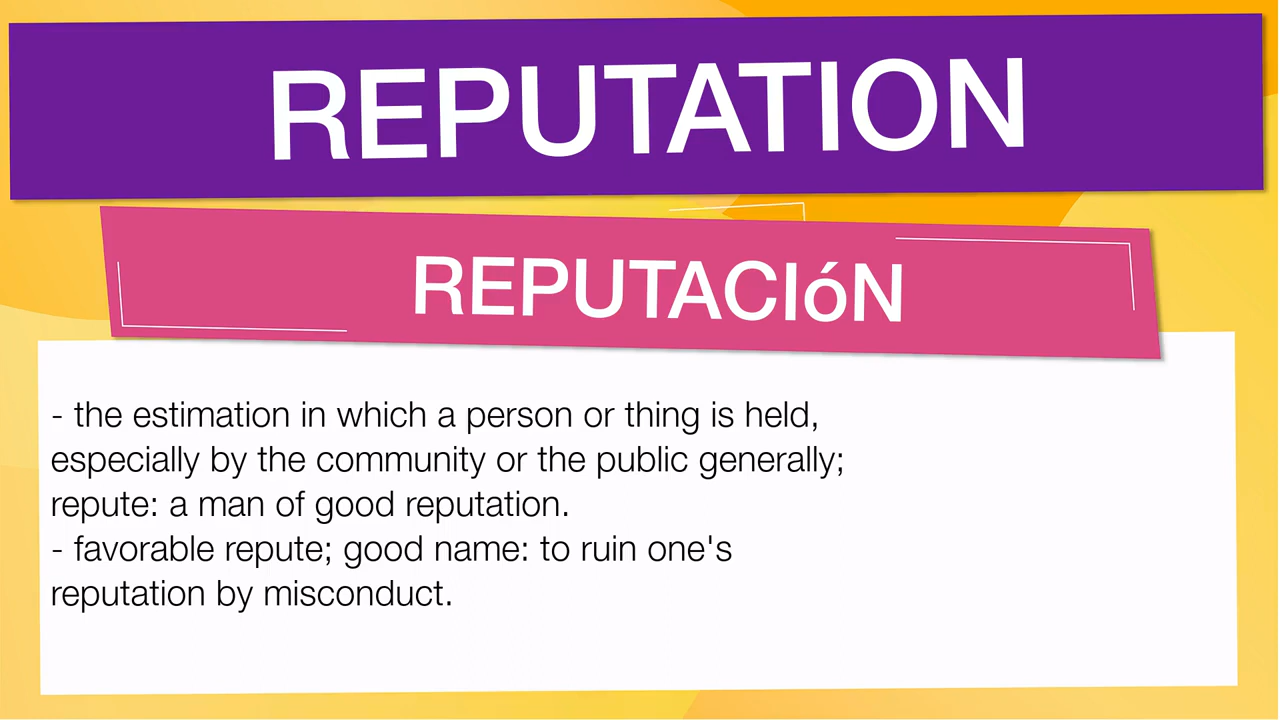 REPUTATION
REPUTACIóN
- the estimation in which a person or thing is held,
especially by the community or the public generally;
repute: a man of good reputation.
- favorable repute; good name: to ruin one's
reputation by misconduct.